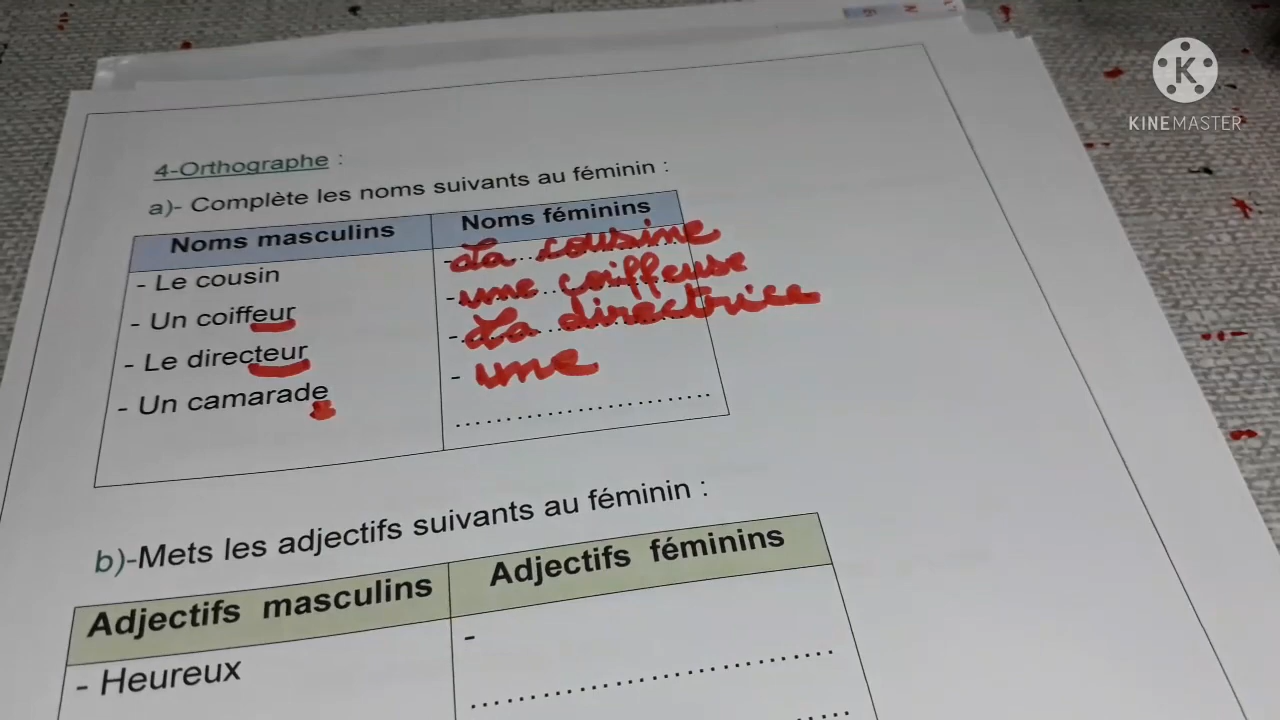 KINEMASTER
4-Orthographe :
a)- Complète les noms suivants au féminin :
Noms masculins Noms féminins
- Le cousin - La cousine
- Un coiffeur - une coiffeuse
- Le directeur - La directrice
- Un camarade - une
b)-Mets les adjectifs suivants au féminin :
Adjectifs masculins Adjectifs féminins
- Heureux -